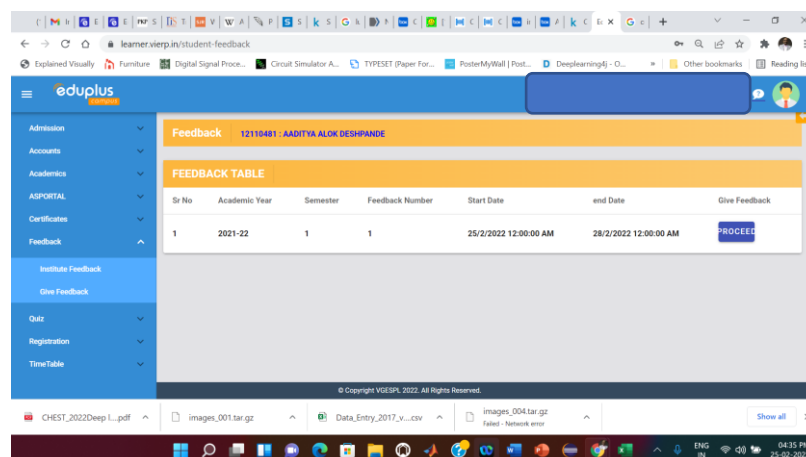 learner.vierp.in/student-feedback
Explained Visually Furniture Digital Signal Proce... Circuit Simulator A... TYPESET (Paper For... PosterMyWall | Post... Deeplearning4j - O... » Other bookmarks Reading lis
eduplus
campus
Admission
Accounts
Academics
ASPORTAL
Certificates
Feedback
Institute Feedback
Give Feedback
Quiz
Registration
TimeTable
Feedback 12110481 : AADITYA ALOK DESHPANDE
FEEDBACK TABLE
Sr No Academic Year Semester Feedback Number Start Date end Date Give Feedback
1 2021-22 1 1 25/2/2022 12:00:00 AM 28/2/2022 12:00:00 AM PROCEED
© Copyright VGESPL 2022. All Rights Reserved.
CHEST_2022Deep l....pdf images_001.tar.gz Data_Entry_2017_v....csv images_004.tar.gz Show all
Failed - Network error
ENG 04:35 PM
IN 25-02-202